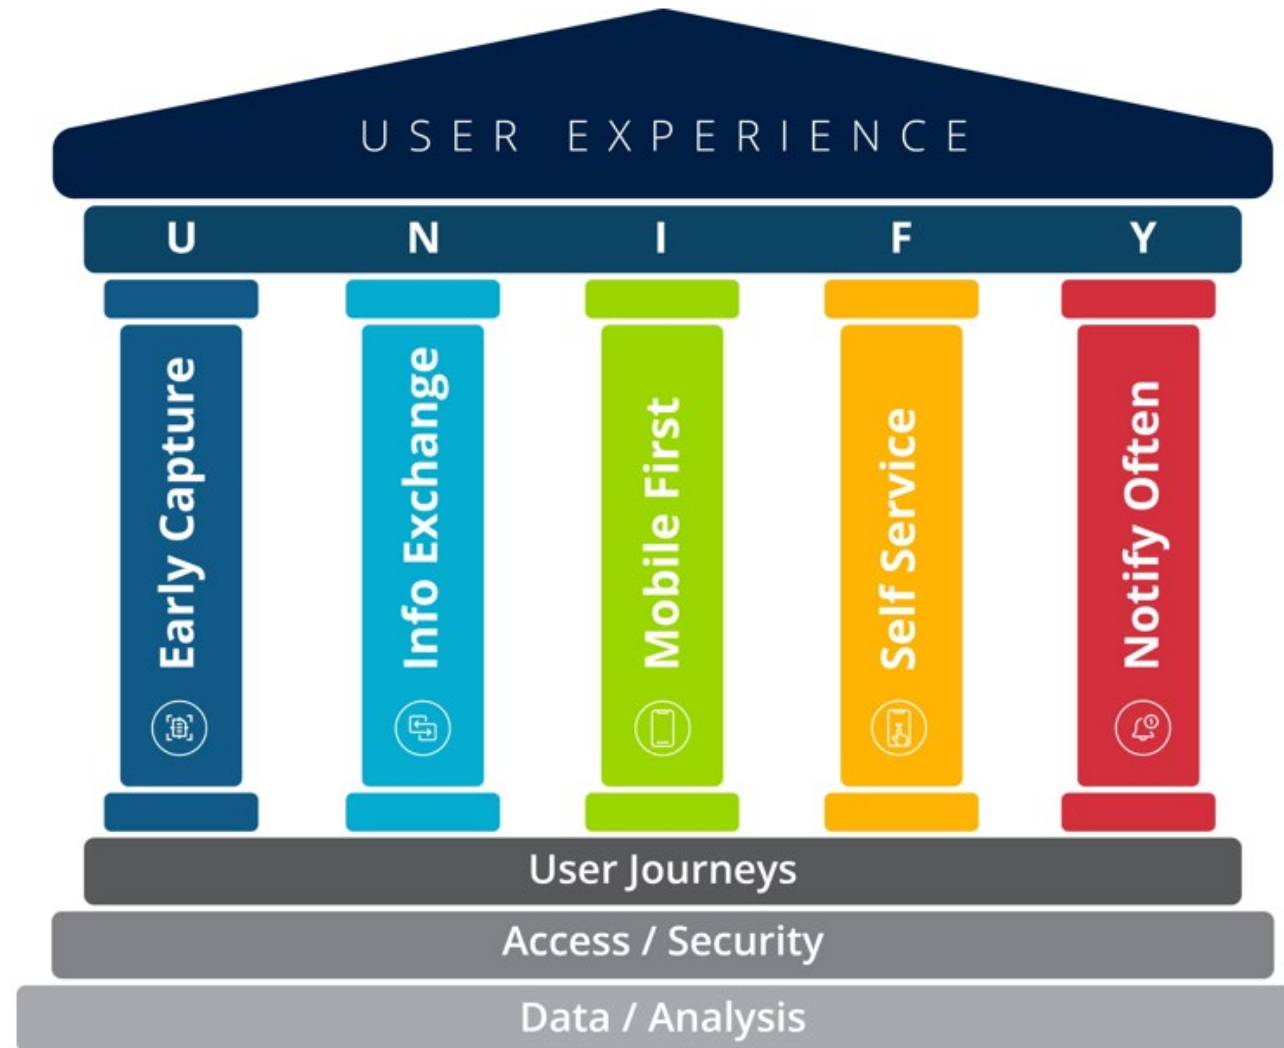 USER EXPERIENCE
U N I F Y
Early Capture
Info Exchange
Mobile First
Self Service
Notify Often
User Journeys
Access / Security
Data / Analysis